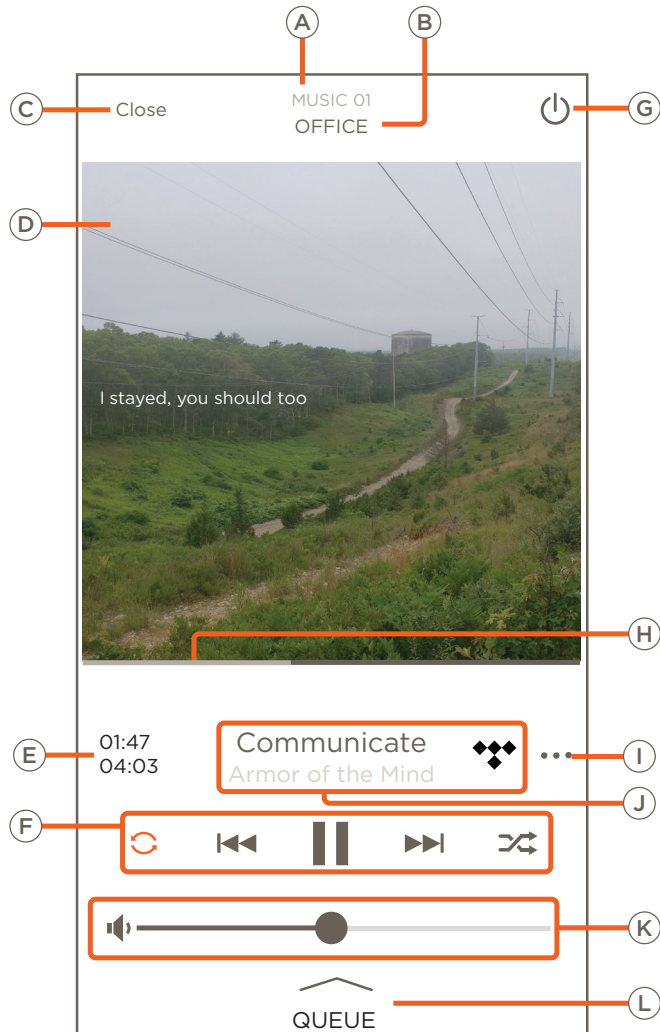 A
B
C
Close
MUSIC 01
OFFICE
G
D
I stayed, you should too
H
E
01:47
04:03
Communicate
Armor of the Mind
I
J
F
K
L
QUEUE